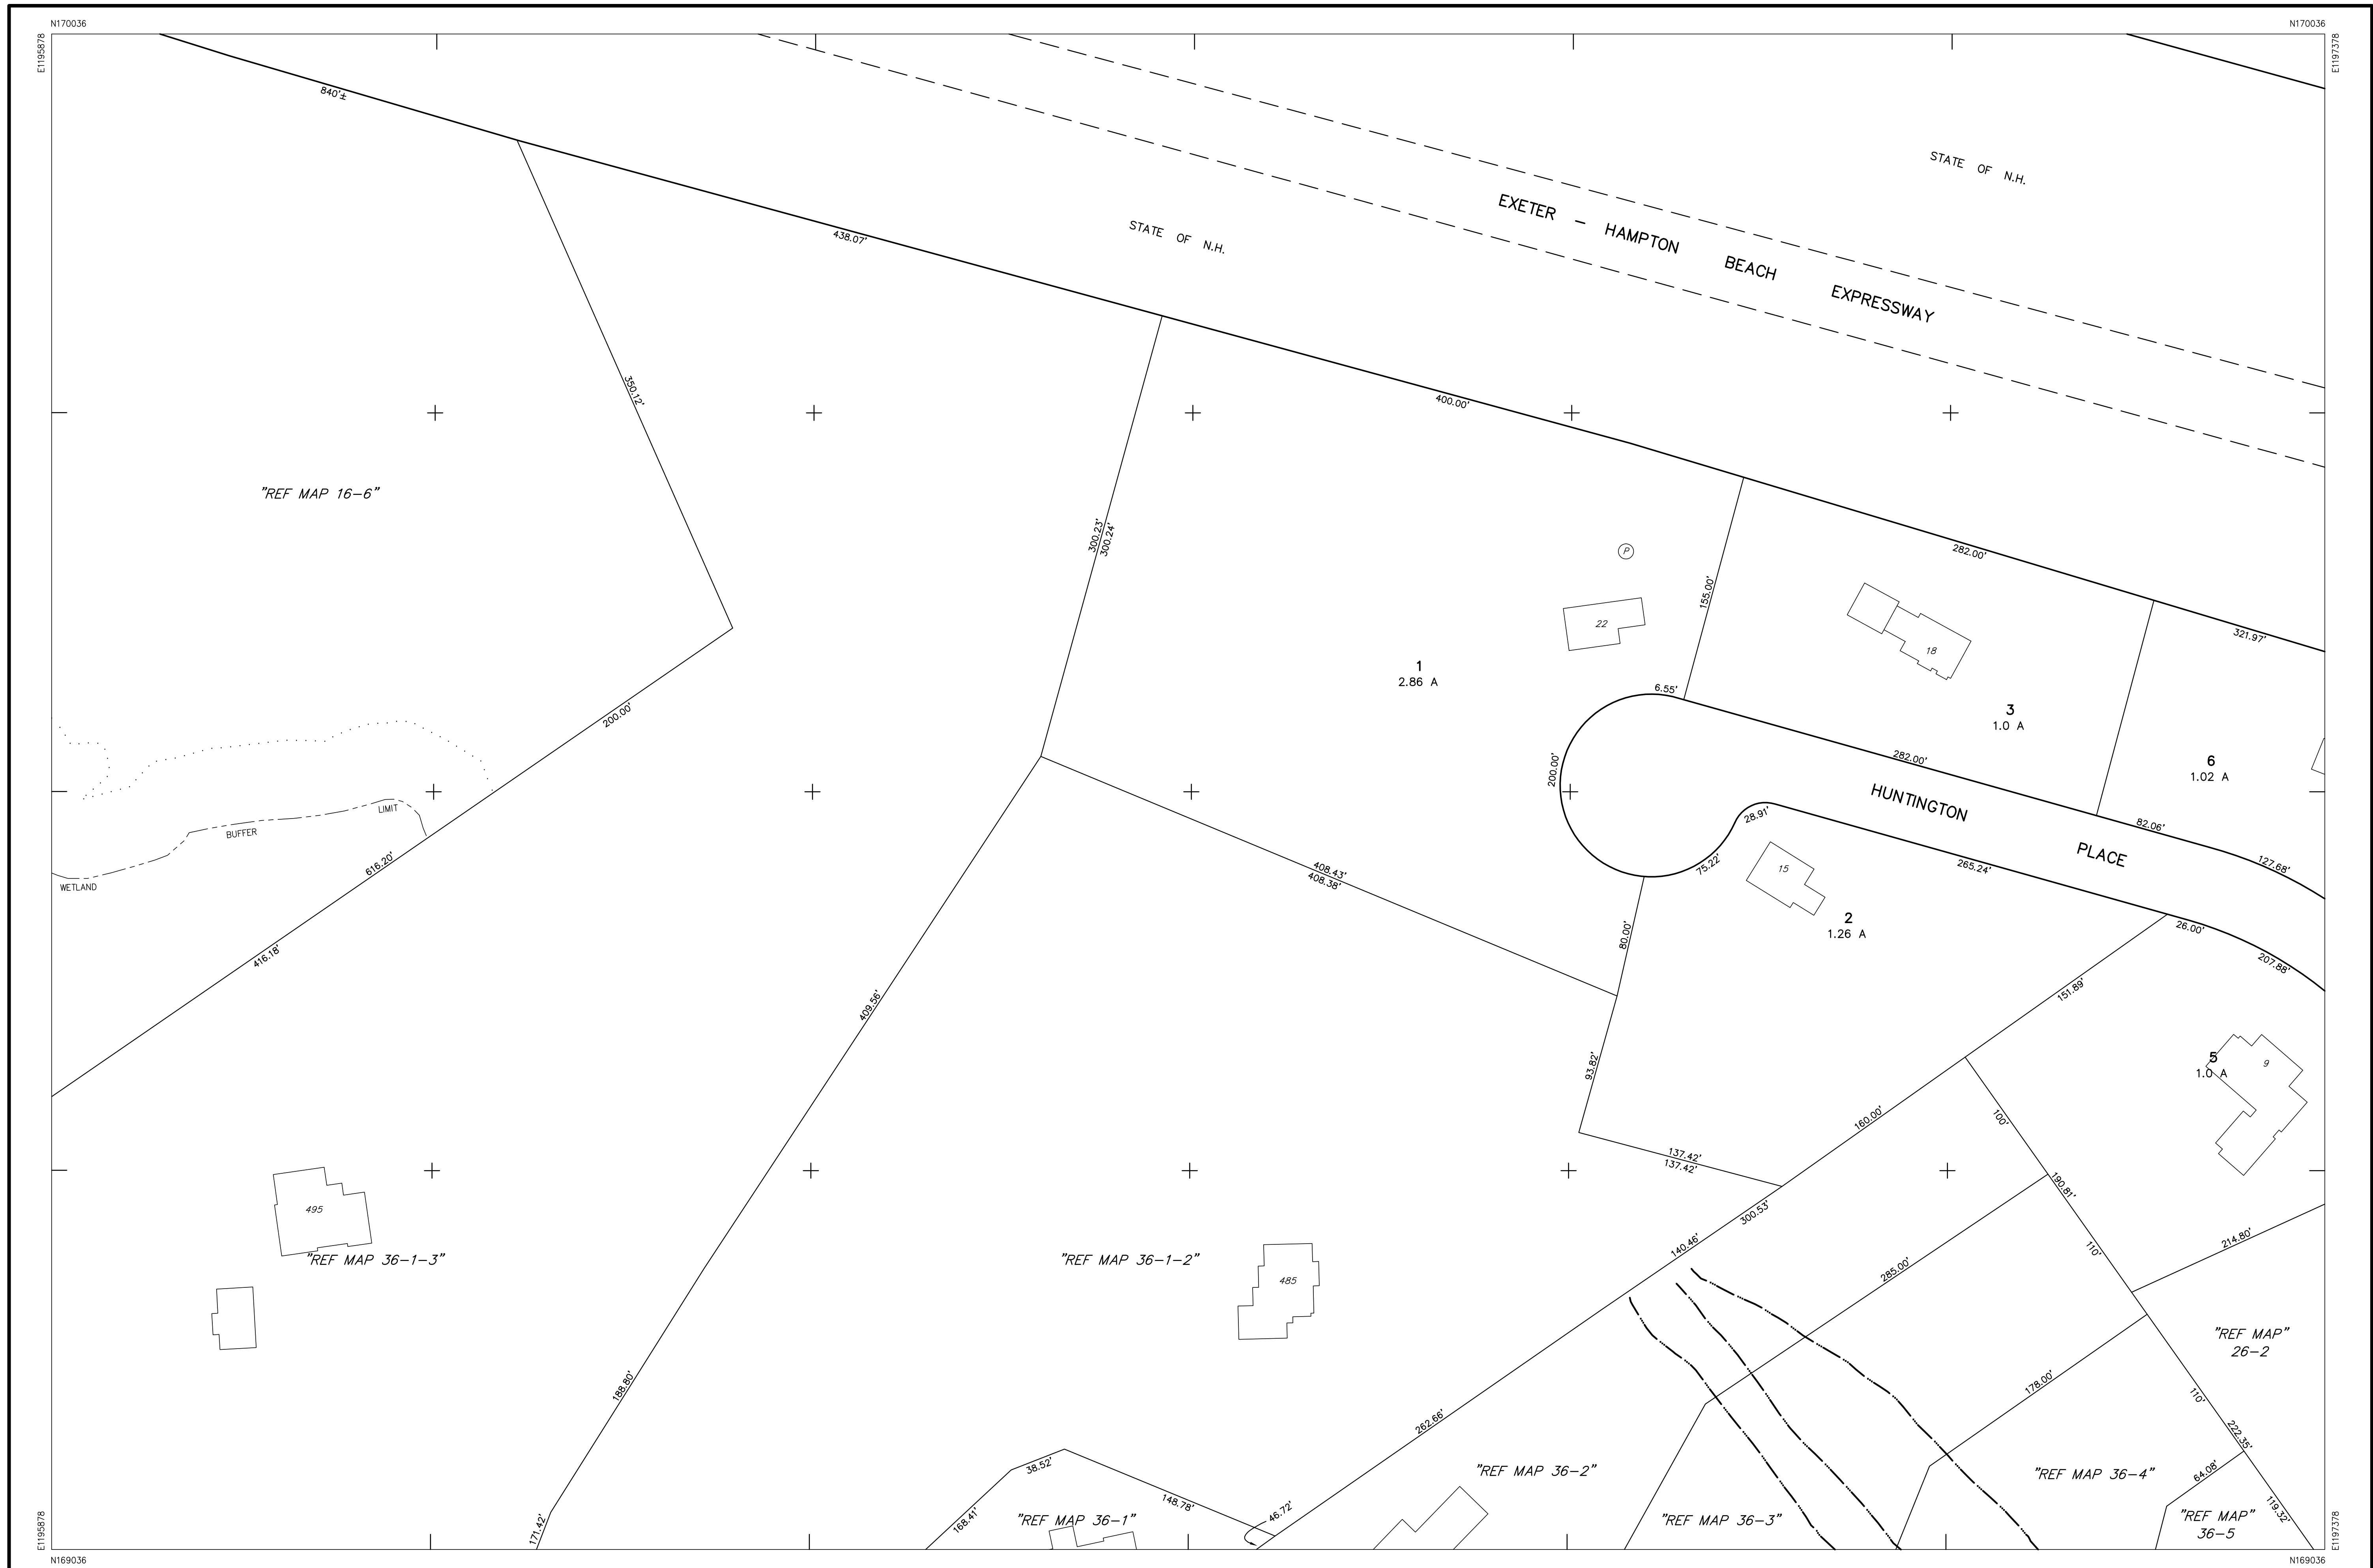 N170036
N170036
E1195878
E1197378
840'±
STATE OF N.H.
438.07'
STATE OF N.H.
EXETER – HAMPTON BEACH EXPRESSWAY
350.12'
400.00'
"REF MAP 16–6"
300.23'
300.24'
P
282.00'
155.00'
22
18
321.97'
1
2.86 A
6.55'
3
1.0 A
200.00'
282.00'
6
1.02 A
200.00'
HUNTINGTON PLACE
LIMIT
BUFFER
WETLAND
616.20'
28.91'
82.06'
127.68'
408.43'
408.38'
75.22'
15
265.24'
2
1.26 A
80.00'
26.00'
416.18'
207.88'
151.89'
409.56'
93.82'
5
1.0 A
9
160.00'
100'
137.42'
137.42'
190.81'
495
300.53'
214.80'
140.46'
110'
"REF MAP 36–1–3"
"REF MAP 36–1–2"
485
285.00'
"REF MAP"
26–2
188.80'
178.00'
110'
262.66'
222.35'
38.52'
"REF MAP 36–2"
"REF MAP 36–4"
64.08'
148.78'
46.72'
119.32'
171.42'
168.41'
"REF MAP 36–1"
"REF MAP 36–3"
"REF MAP"
36–5
E1195878
E1197378
N169036
N169036